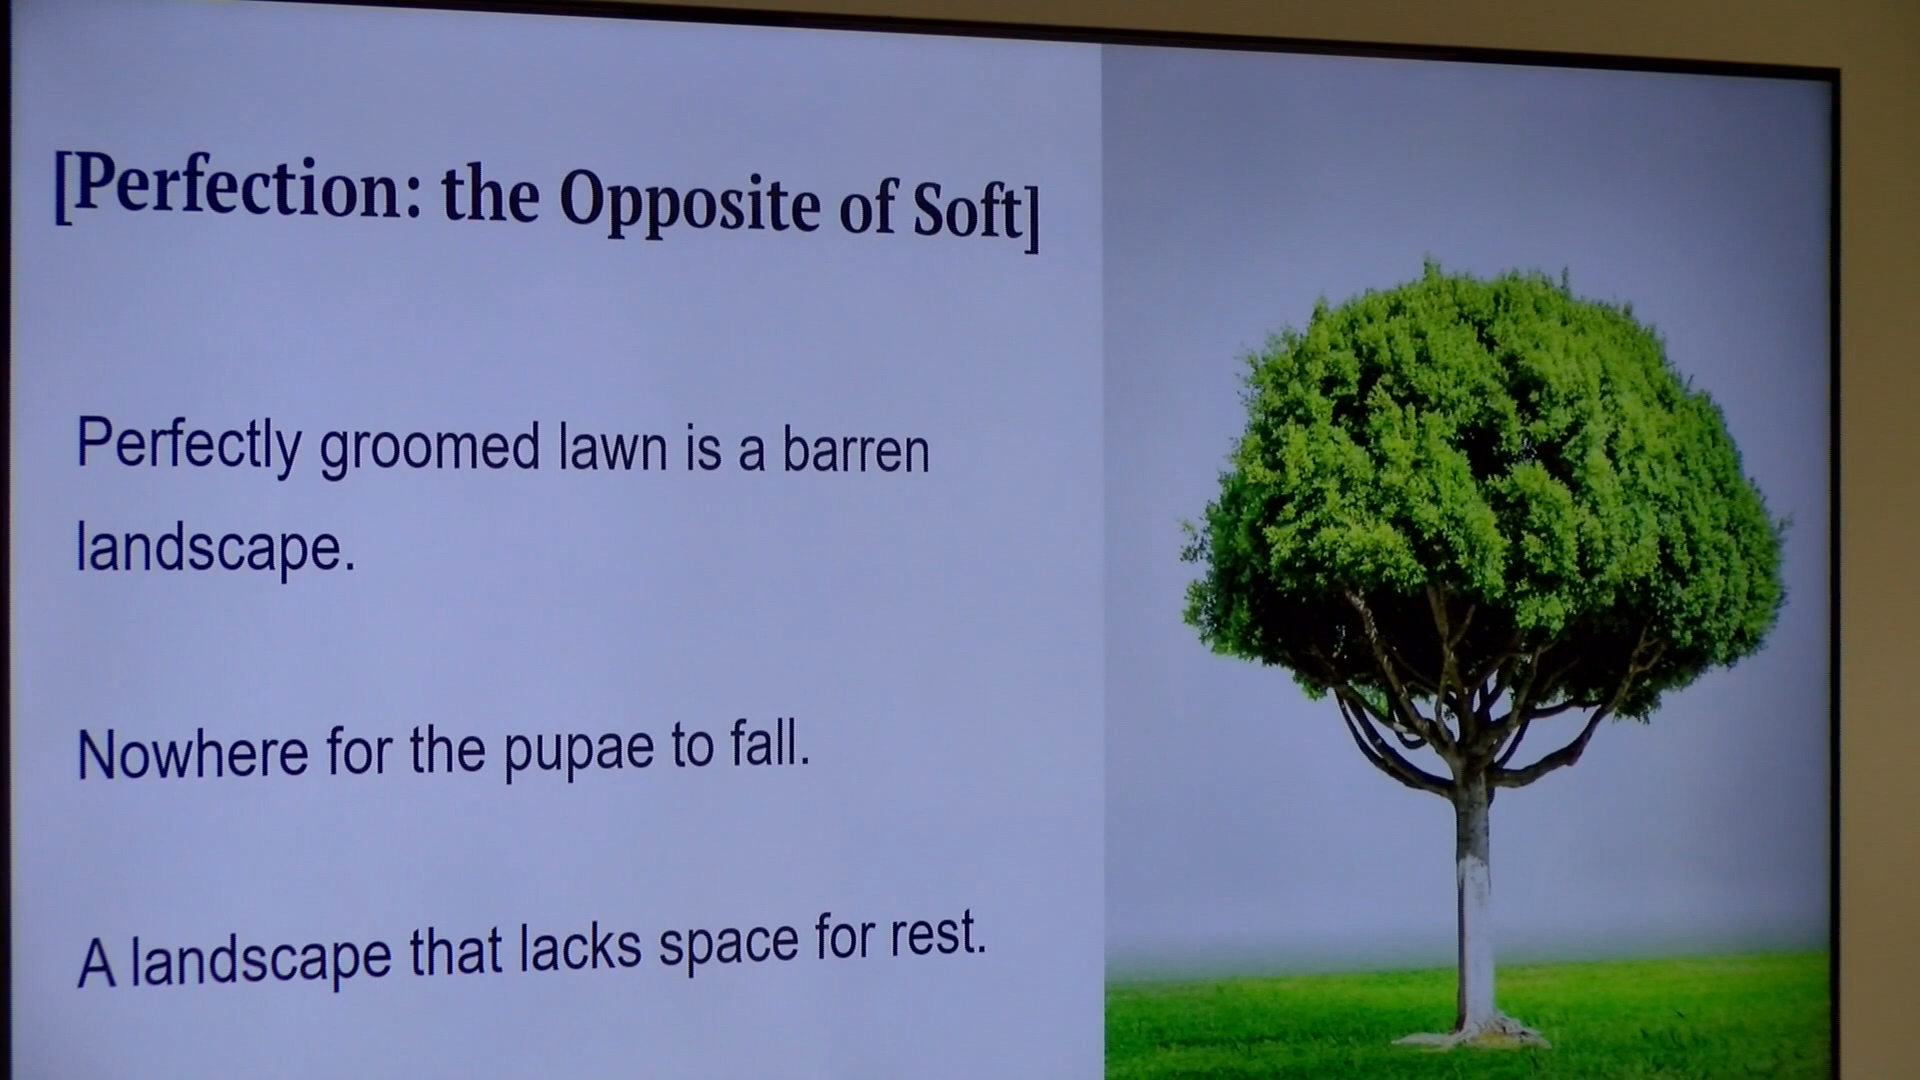 [Perfection: the Opposite of Soft]
Perfectly groomed lawn is a barren
landscape.
Nowhere for the pupae to fall.
A landscape that lacks space for rest.